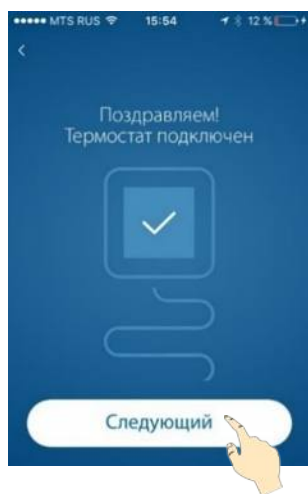 MTS RUS 15:54 12 %
Поздравляем!
Термостат подключен
Следующий